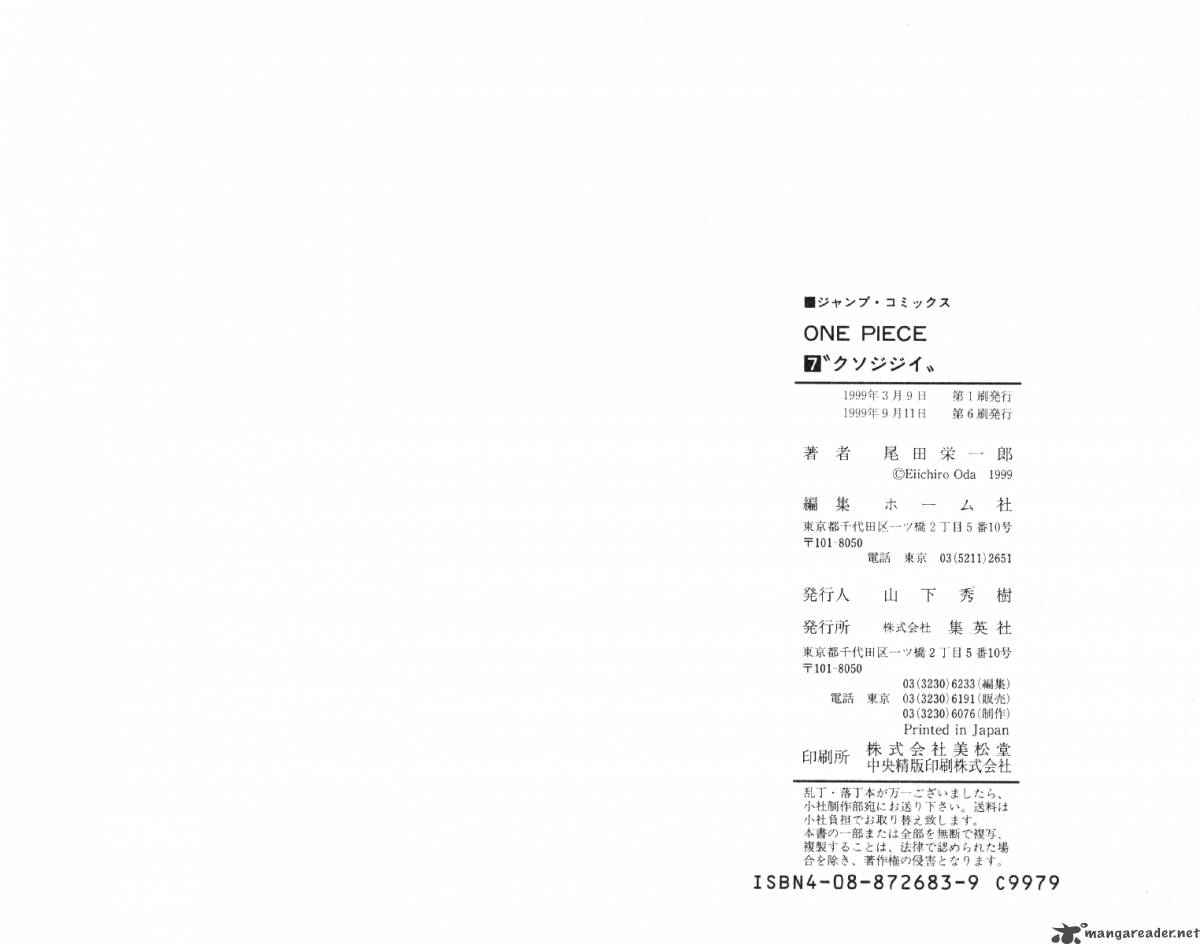 ■ジャンプ・コミックス
ONE PIECE
7〝クソジジイ〟
1999年3月9日 第1刷発行
1999年9月11日 第6刷発行
著者 尾田栄一郎
©Eiichiro Oda 1999
編集 ホーム社
東京都千代田区一ツ橋2丁目5番10号
〒101-8050
電話 東京 03(5211)2651
発行人 山下秀樹
発行所 株式会社 集英社
東京都千代田区一ツ橋2丁目5番10号
〒101-8050
03(3230)6233(編集)
電話 東京 03(3230)6191(販売)
03(3230)6076(制作)
Printed in Japan
印刷所 株式会社美松堂
中央精版印刷株式会社
乱丁・落丁本が万一ございましたら、
小社制作部宛にお送り下さい。送料は
小社負担でお取り替え致します。
本書の一部または全部を無断で複写、
複製することは、法律で認められた場
合を除き、著作権の侵害となります。
ISBN4-08-872683-9 C9979
mangareader.net